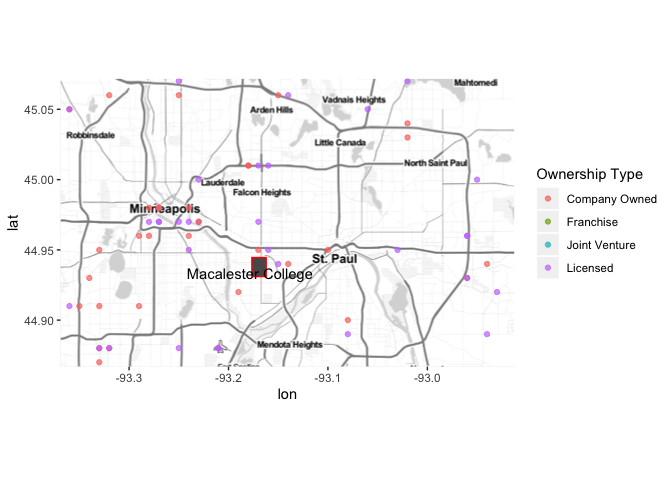 Mahtomedi
Vadnais Heights
Arden Hills
45.05
Robbinsdale
Little Canada
North Saint Paul
45.00
Lauderdale
Falcon Heights
Minneapolis
lat
44.95
St. Paul
Macalester College
44.90
Mendota Heights
-93.3
-93.2
-93.1
-93.0
lon
Ownership Type
Company Owned
Franchise
Joint Venture
Licensed